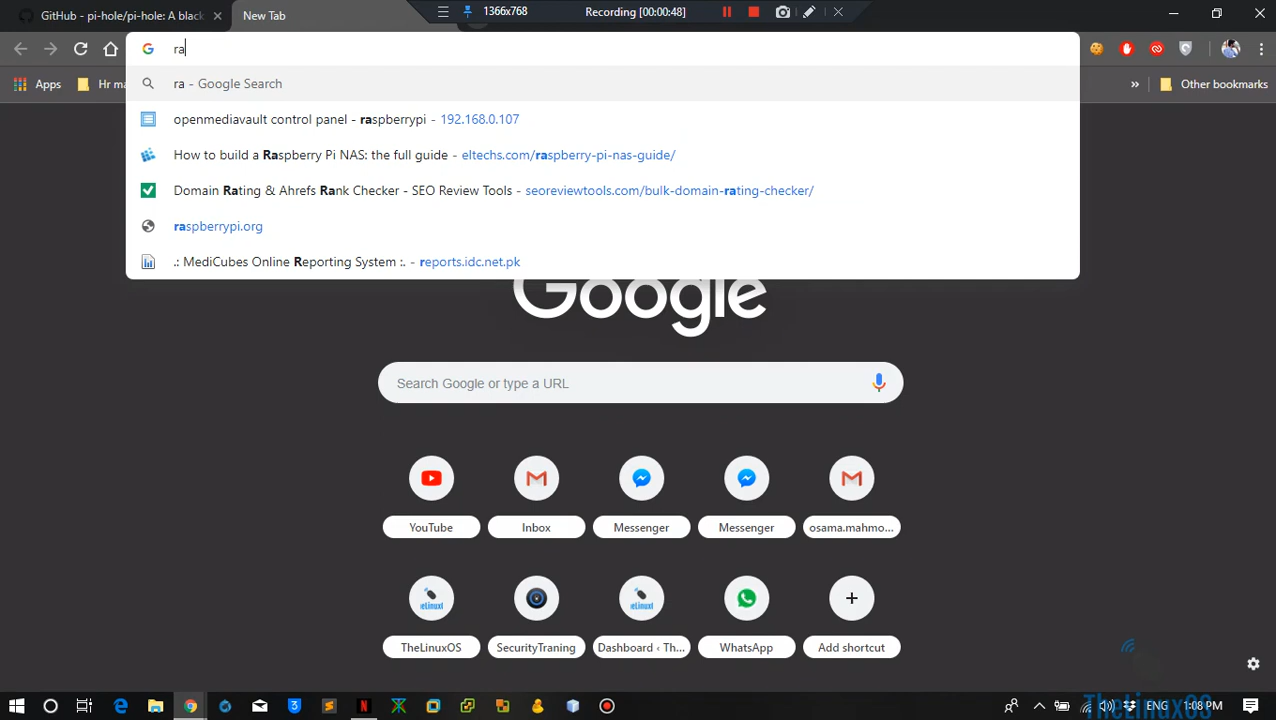 GitHub - pi-hole/pi-hole: A black
New Tab
1366x768
Recording [00:00:48]
ra
Apps
Hr ma
»
Other bookmarks
ra - Google Search
openmediavault control panel - raspberrypi - 192.168.0.107
How to build a Raspberry Pi NAS: the full guide - eltechs.com/raspberry-pi-nas-guide/
Domain Rating & Ahrefs Rank Checker - SEO Review Tools - seoreviewtools.com/bulk-domain-rating-checker/
raspberrypi.org
.: MediCubes Online Reporting System :. - reports.idc.net.pk
Google
Search Google or type a URL
YouTube
Inbox
Messenger
Messenger
osama.mahmo...
TheLinuxOS
SecurityTraning
Dashboard ‹ Th...
WhatsApp
Add shortcut
TheLinuxOS
ENG
1:08 PM